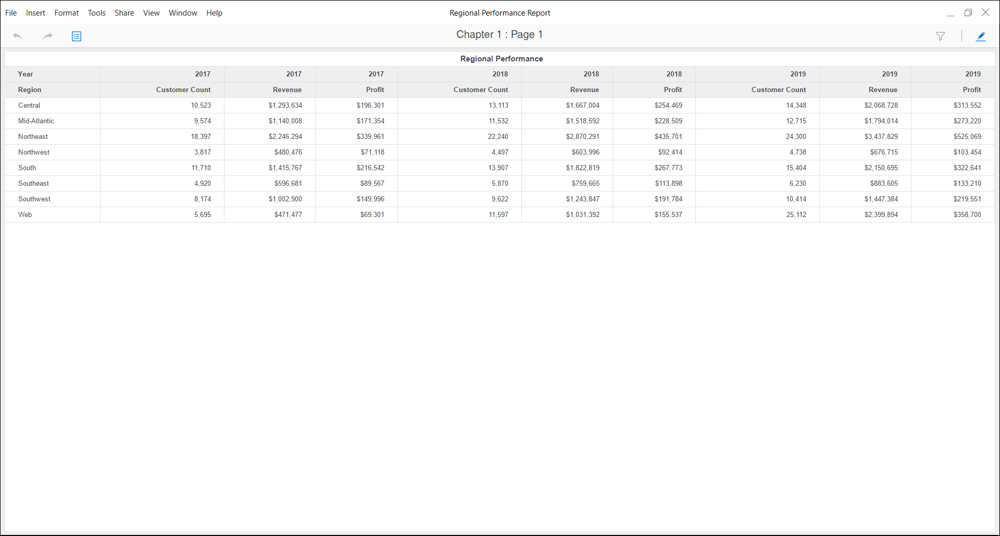 File Insert Format Tools Share View Window Help Regional Performance Report
Chapter 1 : Page 1
Regional Performance
Year 2017 2017 2017 2018 2018 2018 2019 2019 2019
Region Customer Count Revenue Profit Customer Count Revenue Profit Customer Count Revenue Profit
Central 10,523 $1,293,634 $196,301 13,113 $1,667,004 $254,469 14,348 $2,068,728 $313,552
Mid-Atlantic 9,574 $1,140,008 $171,354 11,532 $1,518,592 $228,509 12,715 $1,794,014 $273,220
Northeast 18,397 $2,246,294 $339,961 22,240 $2,870,291 $435,701 24,300 $3,437,829 $525,069
Northwest 3,817 $480,476 $71,118 4,497 $603,996 $92,414 4,738 $676,715 $103,454
South 11,710 $1,415,767 $216,542 13,907 $1,822,819 $267,773 15,404 $2,150,695 $322,641
Southeast 4,920 $596,681 $89,567 5,870 $759,665 $113,898 6,230 $883,605 $133,210
Southwest 8,174 $1,002,900 $149,996 9,622 $1,243,847 $191,784 10,414 $1,447,384 $219,551
Web 5,695 $471,477 $69,301 11,597 $1,031,392 $155,537 25,112 $2,399,894 $358,700